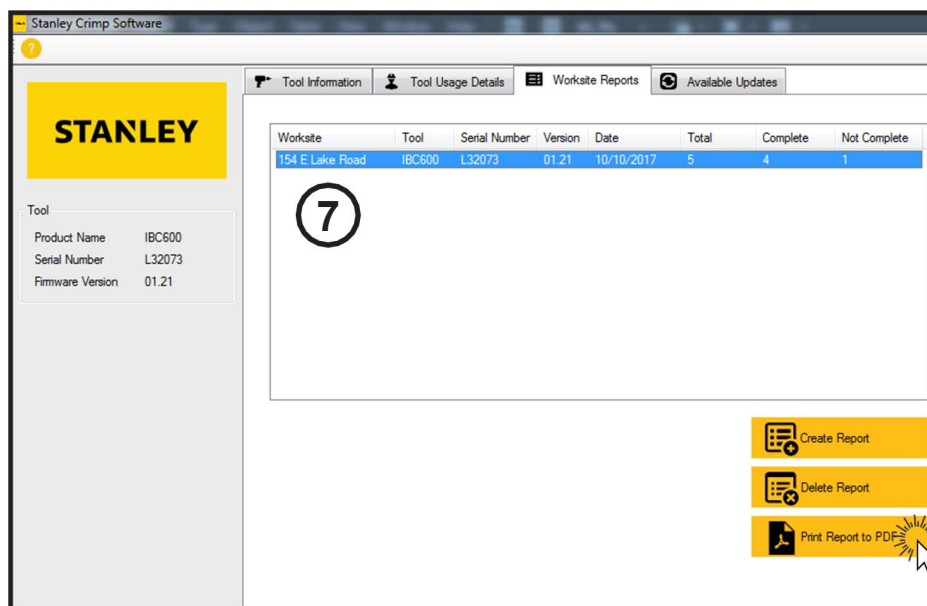 Stanley Crimp Software
?
Tool Information Tool Usage Details Worksite Reports Available Updates
STANLEY
Tool
Product Name IBC600
Serial Number L32073
Firmware Version 01.21
Worksite Tool Serial Number Version Date Total Complete Not Complete
154 E Lake Road IBC600 L32073 01.21 10/10/2017 5 4 1
7
Create Report
Delete Report
Print Report to PDF